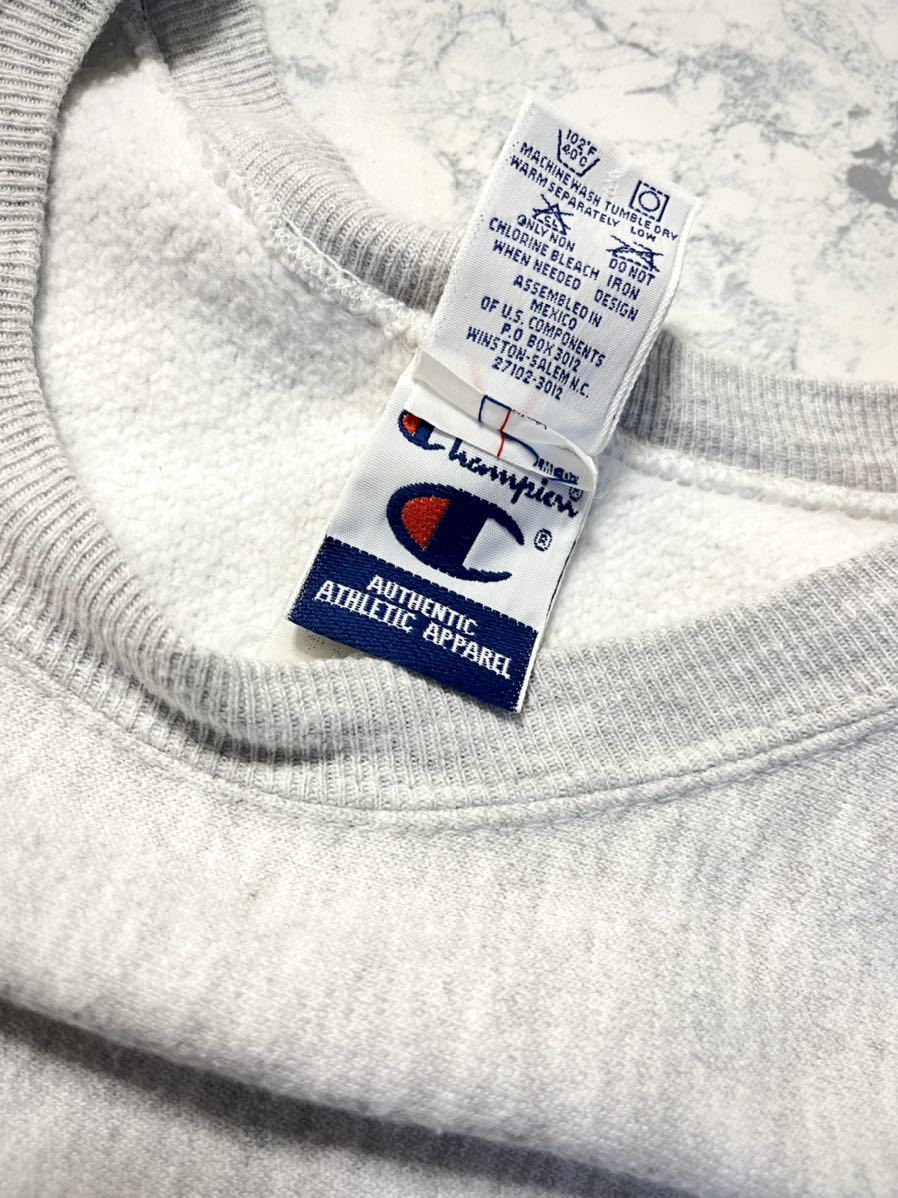 102°F
40°C
MACHINE WASH TUMBLE DRY
WARM SEPARATELY LOW
ONLY NON DO NOT
CHLORINE BLEACH IRON
WHEN NEEDED DESIGN
ASSEMBLED IN
MEXICO
OF U.S. COMPONENTS
P.O BOX 3012
WINSTON-SALEM N.C.
27102-3012
Champion®
®
AUTHENTIC
ATHLETIC APPAREL